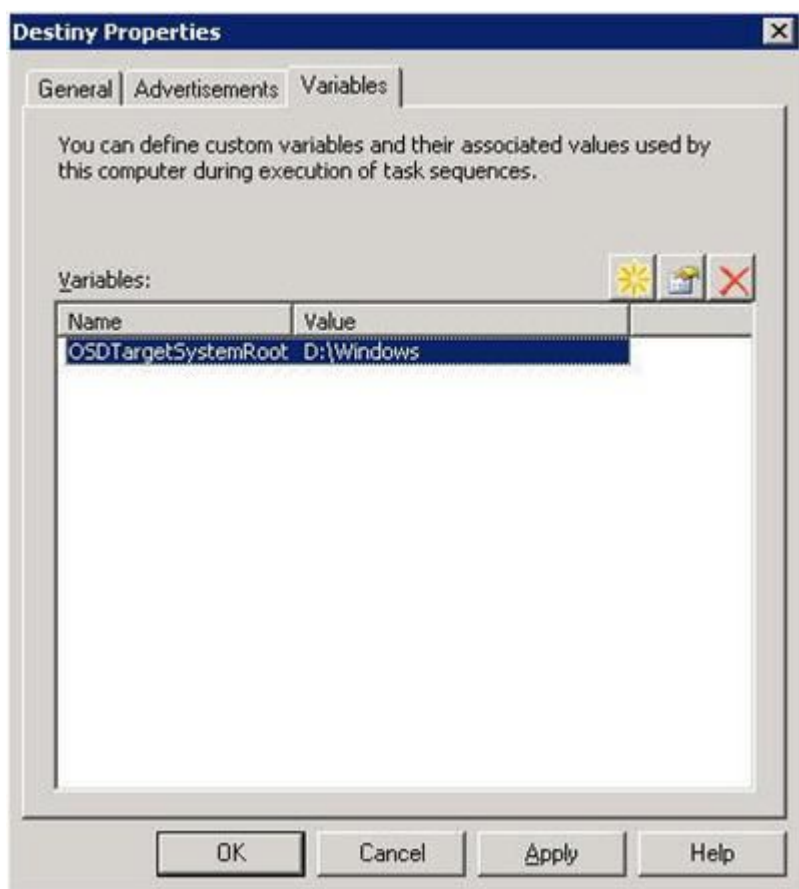 Destiny Properties
General Advertisements Variables
You can define custom variables and their associated values used by
this computer during execution of task sequences.
Variables:
Name Value
OSDTargetSystemRoot D:\Windows
OK Cancel Apply Help